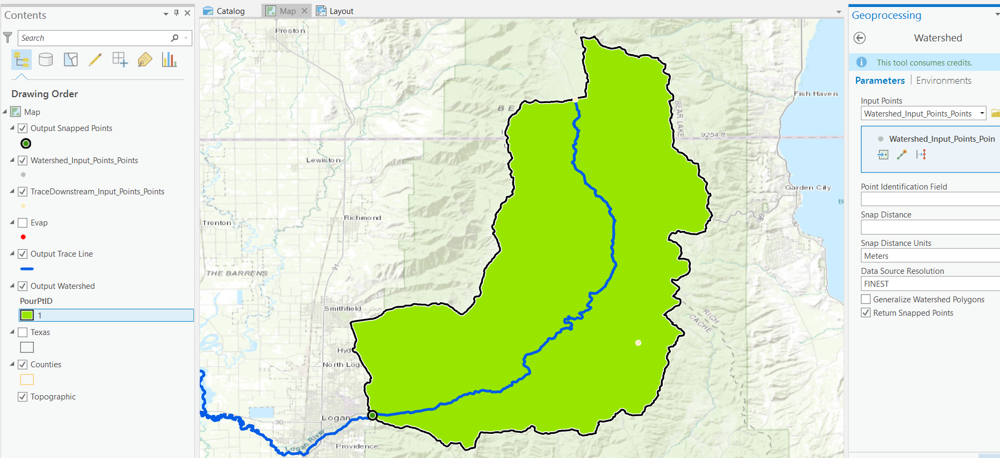 Contents
Search
Drawing Order
Map
Output Snapped Points
Watershed_Input_Points_Points
TraceDownstream_Input_Points_Points
Evap
Output Trace Line
Output Watershed
PourPtID
1
Texas
Counties
Topographic
Catalog
Map
Layout
Preston
Fish Haven
BEAR LAKE
9254 ft
Lewiston
Garden City
89
Richmond
Trenton
91
THE BARRENS
Smithfield
RICH
CACHE
Hyd
North Log
Logan
30
Logan River
Providence
B E
Geoprocessing
Watershed
This tool consumes credits.
Parameters
Environments
Input Points
Watershed_Input_Points_Points
Watershed_Input_Points_Poin
Point Identification Field
Snap Distance
Snap Distance Units
Meters
Data Source Resolution
FINEST
Generalize Watershed Polygons
Return Snapped Points